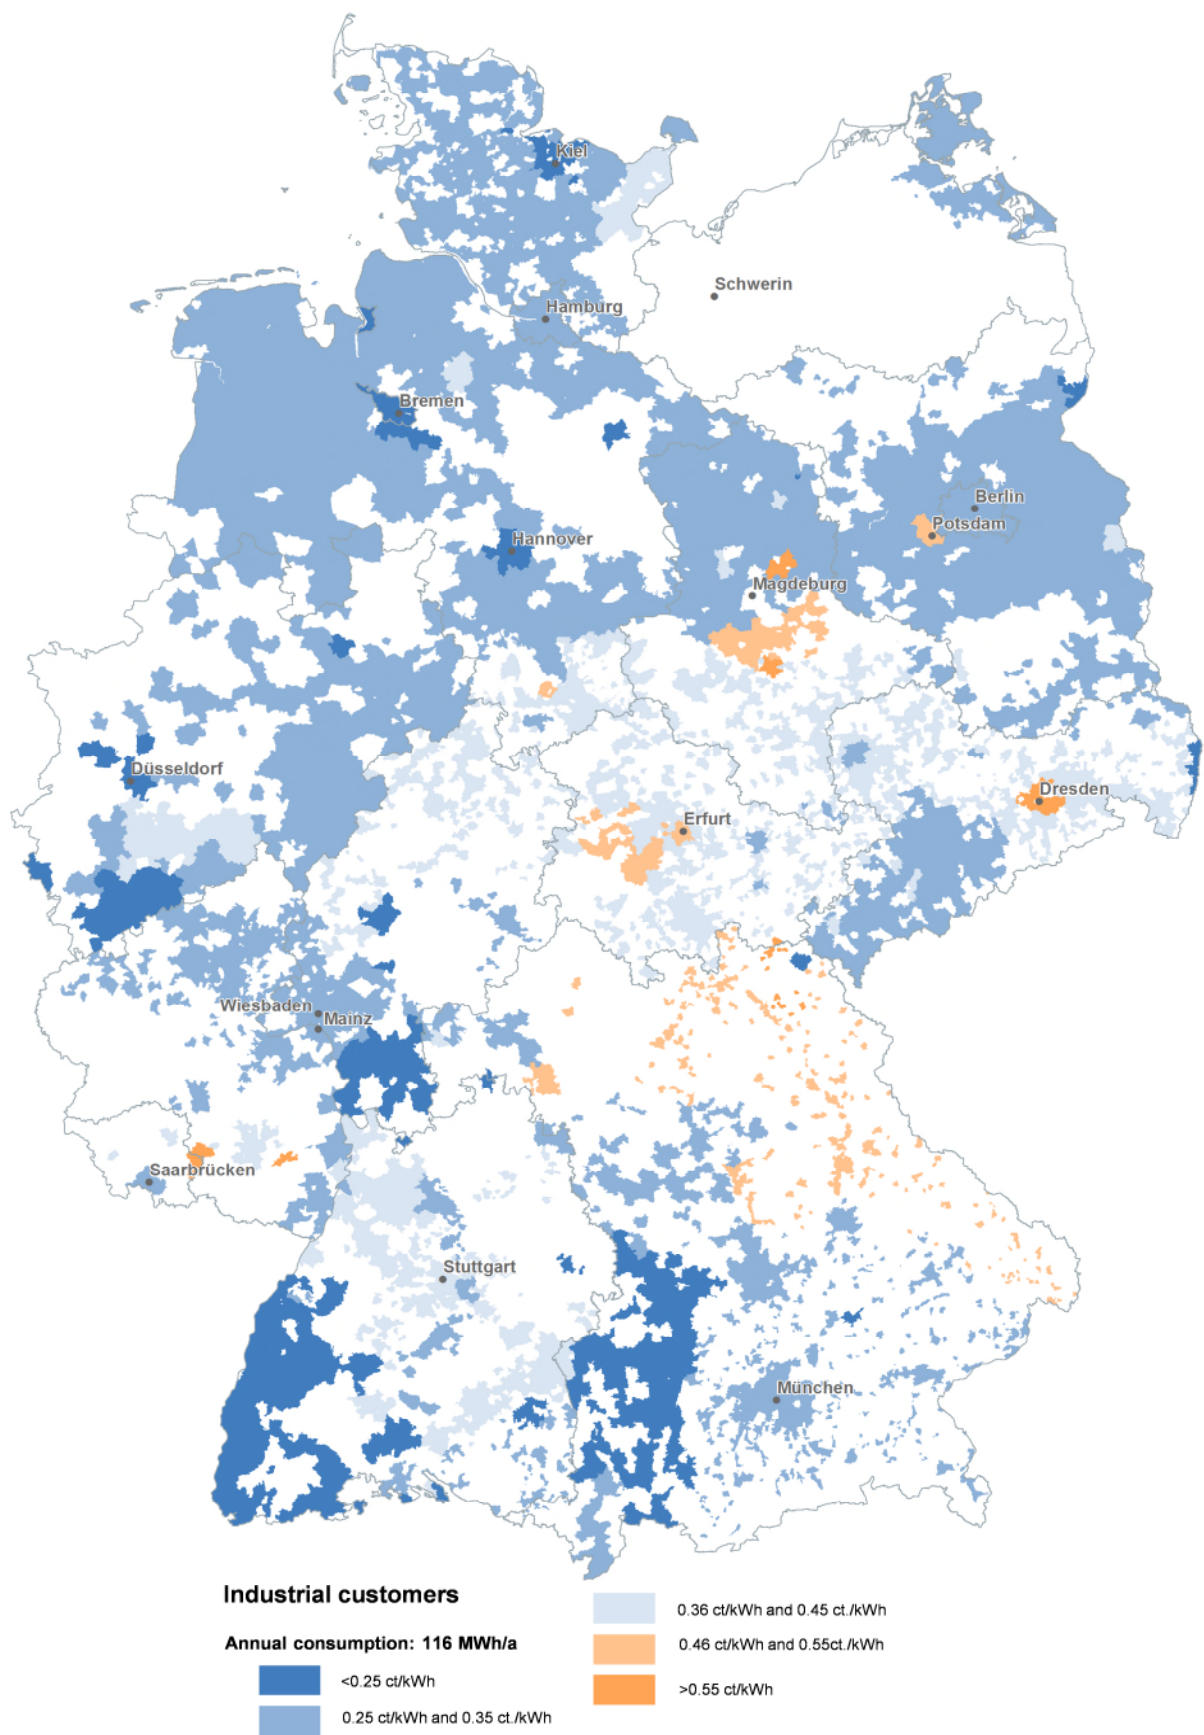 Kiel
Schwerin
Hamburg
Bremen
Berlin
Potsdam
Hannover
Magdeburg
Düsseldorf
Dresden
Erfurt
Wiesbaden
Mainz
Saarbrücken
Stuttgart
München
Industrial customers
Annual consumption: 116 MWh/a
<0.25 ct/kWh
0.25 ct/kWh and 0.35 ct./kWh
0.36 ct/kWh and 0.45 ct./kWh
0.46 ct/kWh and 0.55ct./kWh
>0.55 ct/kWh